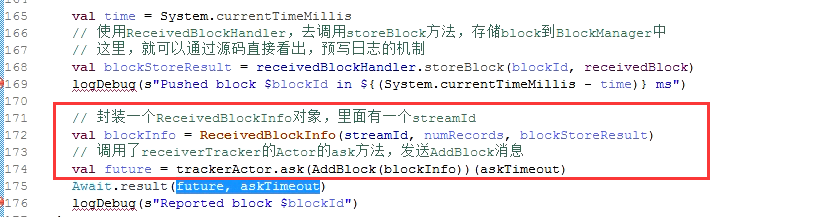 165 val time = System.currentTimeMillis
166 // 使用ReceivedBlockHandler，去调用storeBlock方法，存储block到BlockManager中
167 // 这里，就可以通过源码直接看出，预写日志的机制
168 val blockStoreResult = receivedBlockHandler.storeBlock(blockId, receivedBlock)
169 logDebug(s"Pushed block $blockId in ${(System.currentTimeMillis - time)} ms")
170
171 // 封装一个ReceivedBlockInfo对象，里面有一个streamId
172 val blockInfo = ReceivedBlockInfo(streamId, numRecords, blockStoreResult)
173 // 调用了receiverTracker的Actor的ask方法，发送AddBlock消息
174 val future = trackerActor.ask(AddBlock(blockInfo))(askTimeout)
175 Await.result(future, askTimeout)
176 logDebug(s"Reported block $blockId")